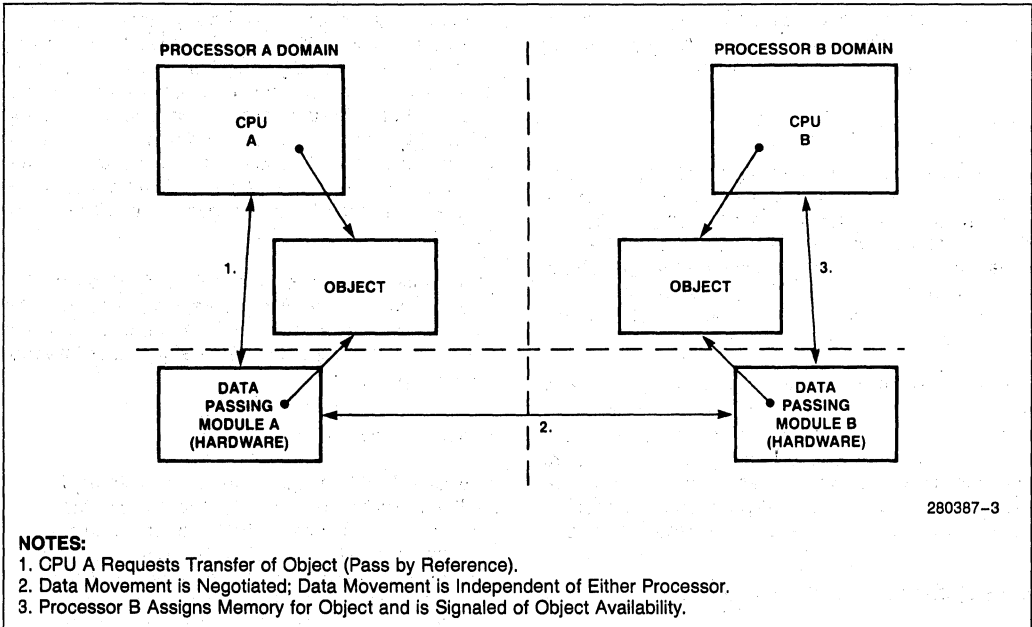 PROCESSOR A DOMAIN
PROCESSOR B DOMAIN
CPU
A
CPU
B
1.
OBJECT
OBJECT
3.
DATA
PASSING
MODULE A
(HARDWARE)
2.
DATA
PASSING
MODULE B
(HARDWARE)
280387–3
NOTES:
1. CPU A Requests Transfer of Object (Pass by Reference).
2. Data Movement is Negotiated; Data Movement is Independent of Either Processor.
3. Processor B Assigns Memory for Object and is Signaled of Object Availability.